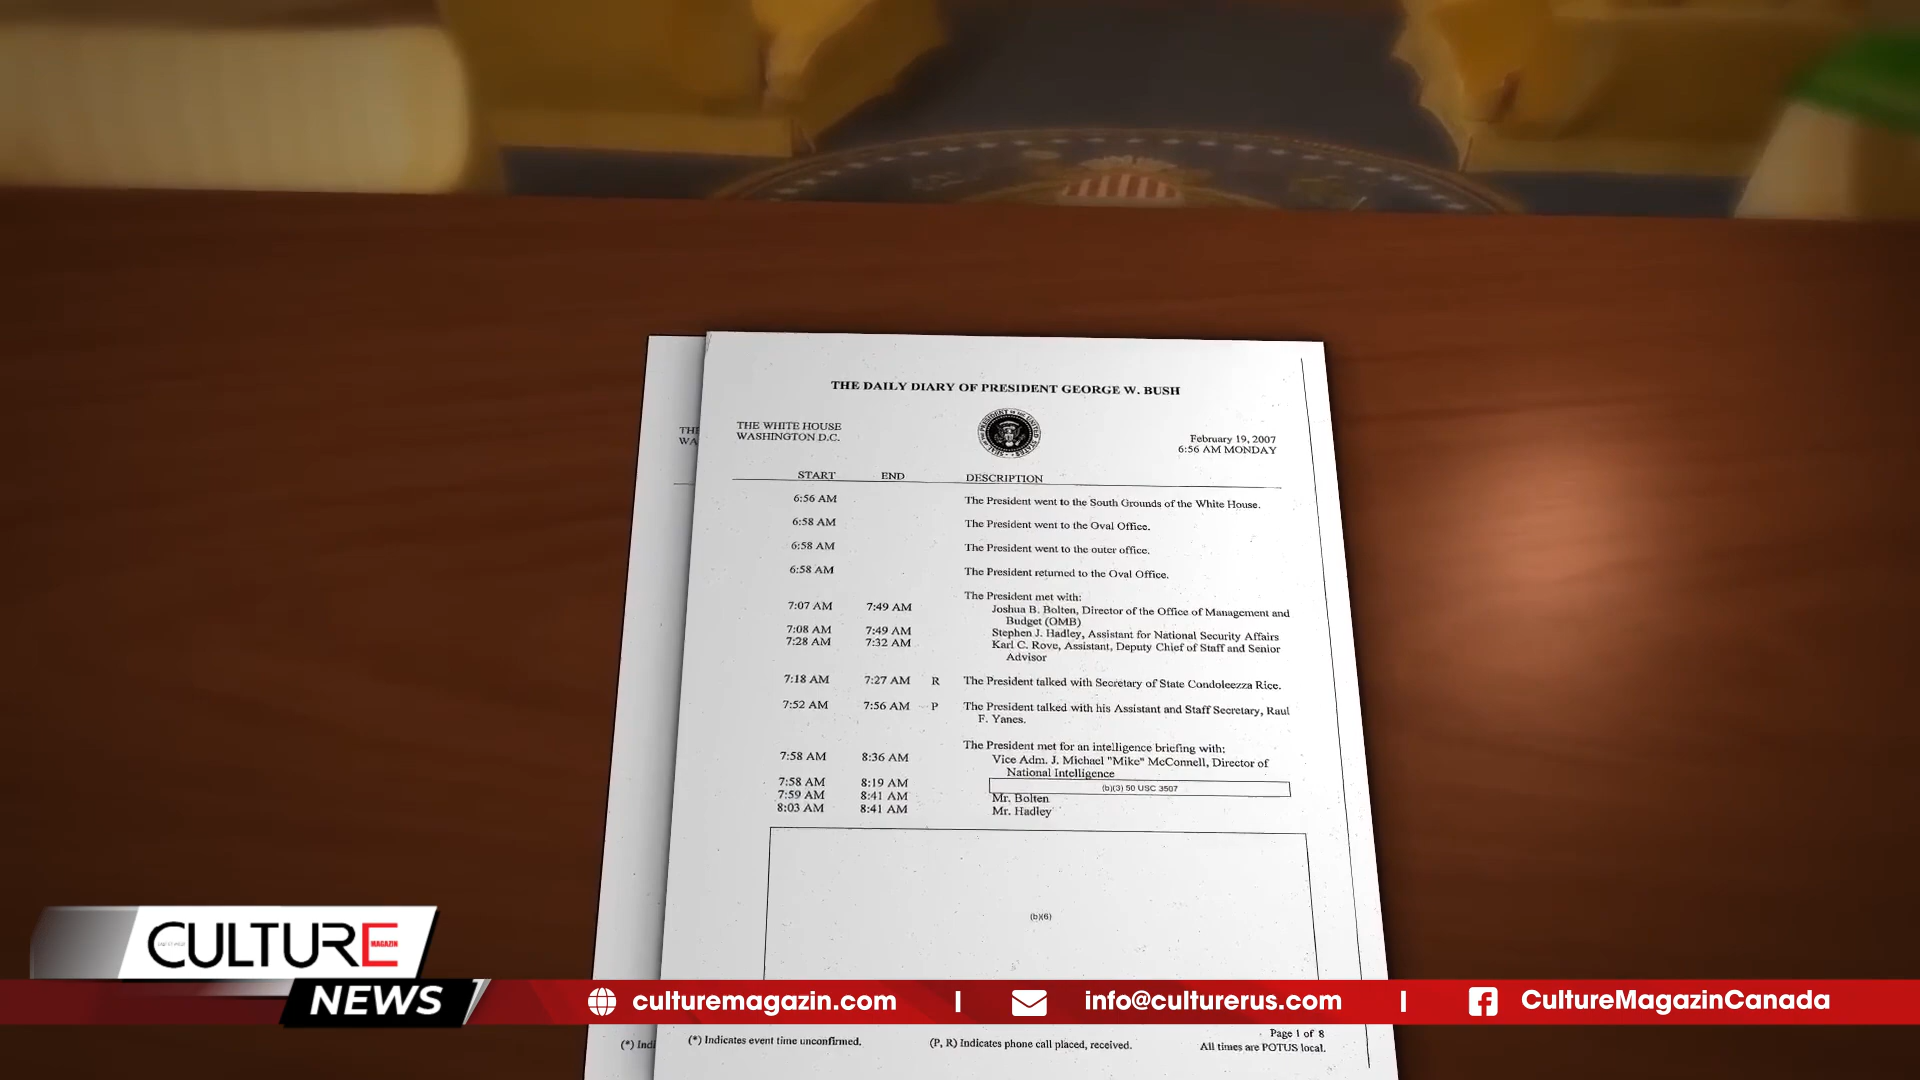 THE DAILY DIARY OF PRESIDENT GEORGE W. BUSH
THE WHITE HOUSE
WASHINGTON D.C.
February 19, 2007
6:56 AM MONDAY
START END DESCRIPTION
6:56 AM The President went to the South Grounds of the White House.
6:58 AM The President went to the Oval Office.
6:58 AM The President went to the outer office.
6:58 AM The President returned to the Oval Office.
The President met with:
7:07 AM 7:49 AM Joshua B. Bolten, Director of the Office of Management and
Budget (OMB)
7:08 AM 7:49 AM Stephen J. Hadley, Assistant for National Security Affairs
7:28 AM 7:32 AM Karl C. Rove, Assistant, Deputy Chief of Staff and Senior
Advisor
7:18 AM 7:27 AM R The President talked with Secretary of State Condoleezza Rice.
7:52 AM 7:56 AM P The President talked with his Assistant and Staff Secretary, Raul
F. Yanes.
The President met for an intelligence briefing with:
7:58 AM 8:36 AM Vice Adm. J. Michael "Mike" McConnell, Director of
National Intelligence
7:58 AM 8:19 AM (b)(3) 50 USC 3507
7:59 AM 8:41 AM Mr. Bolten
8:03 AM 8:41 AM Mr. Hadley
(b)(6)
THE
WA
CULTURE
MAGAZIN
NEWS
culturemagazin.com | info@culturerus.com | CultureMagazinCanada
Page 1 of 8
(*) Indi
(*) Indicates event time unconfirmed. (P, R) Indicates phone call placed, received. All times are POTUS local.